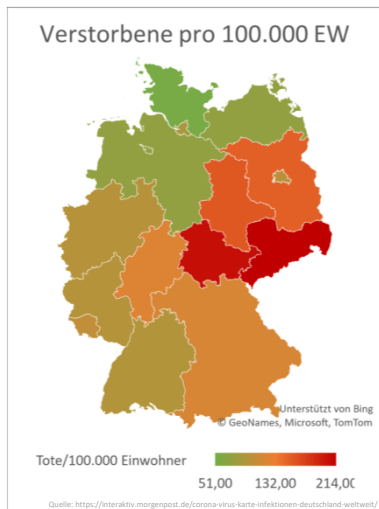 Verstorbene pro 100.000 EW
Unterstützt von Bing
© GeoNames, Microsoft, TomTom
Tote/100.000 Einwohner
51,00 132,00 214,00
Quelle: https://interaktiv.morgenpost.de/corona-virus-karte-infektionen-deutschland-weltweit/